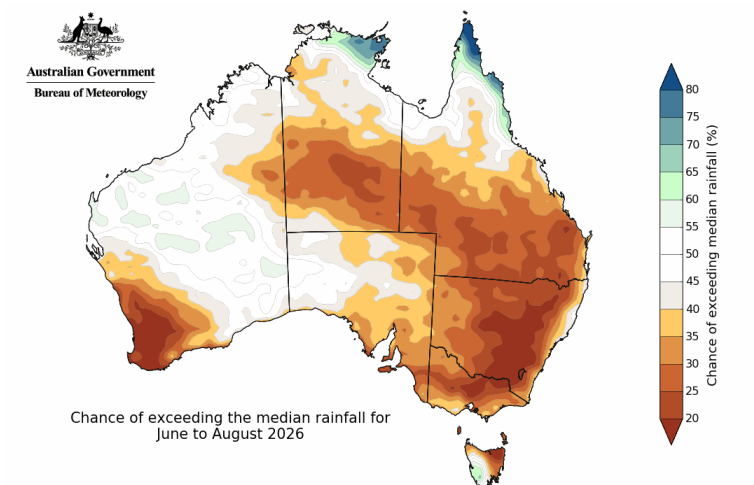 Australian Government
Bureau of Meteorology
80
75
70
65
60
55
50
45
40
35
30
25
20
Chance of exceeding median rainfall (%)
Chance of exceeding the median rainfall for
June to August 2026